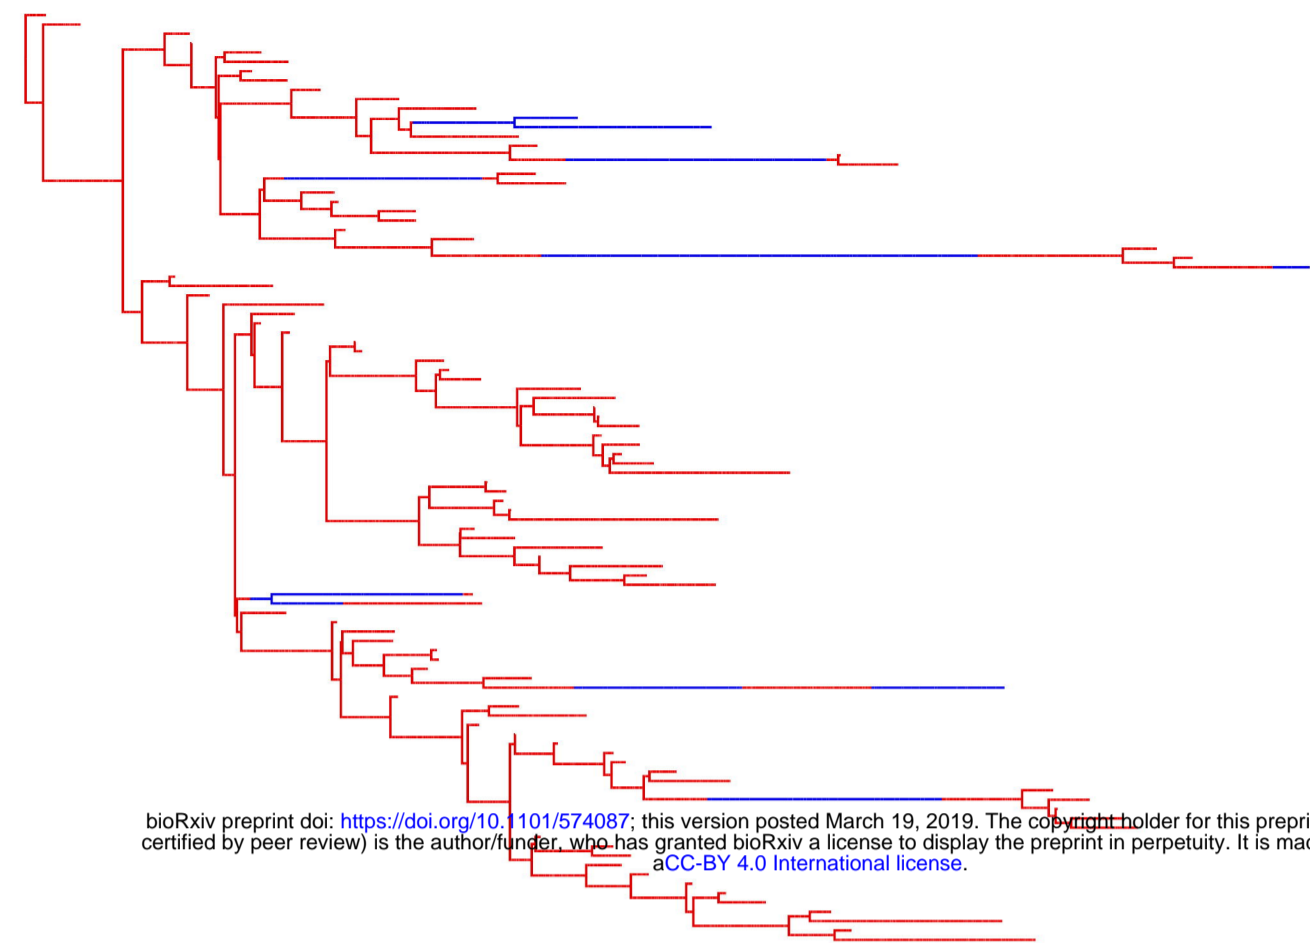 bioRxiv preprint doi: https://doi.org/10.1101/574087; this version posted March 19, 2019. The copyright holder for this
certified by peer review) is the author/funder, who has granted bioRxiv a license to display the preprint in perpetuity. It is
aCC-BY 4.0 International license.